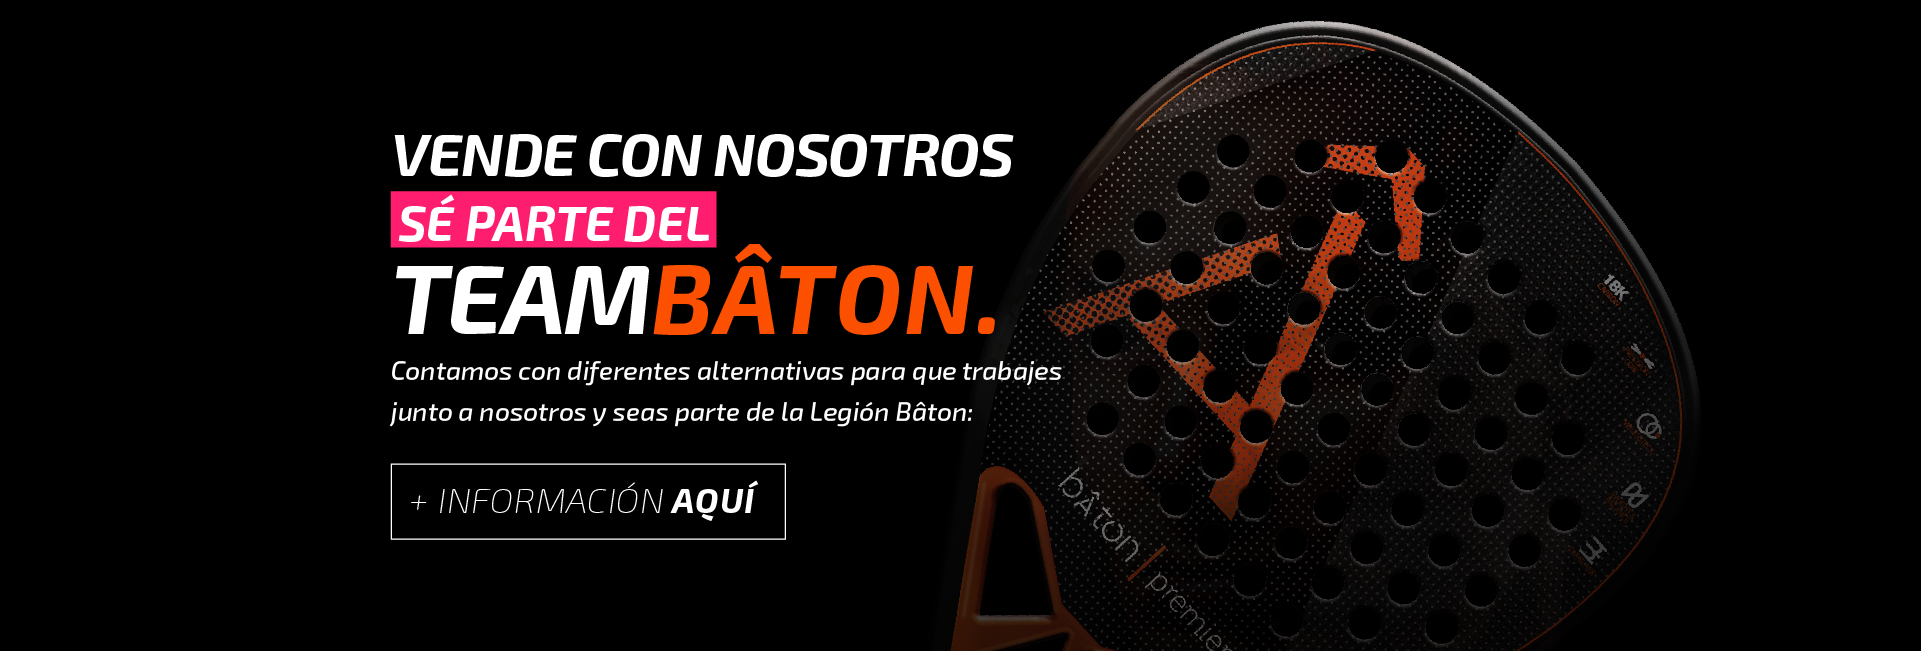 VENDE CON NOSOTROS
SÉ PARTE DEL
TEAMBÂTON.
Contamos con diferentes alternativas para que trabajes
junto a nosotros y seas parte de la Legión Bâton:
+ INFORMACIÓN AQUÍ
bâton | premier
18K